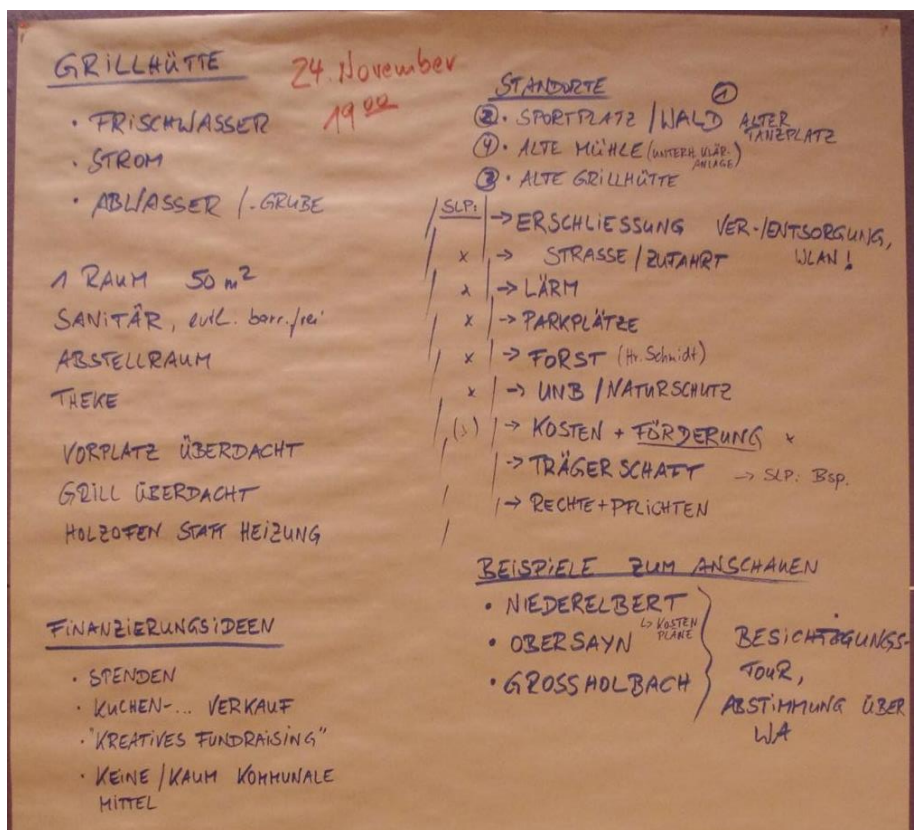 GRILLHÜTTE
24. November
19 00
• FRISCHWASSER
• STROM
• ABWASSER / -GRUBE
1 RAUM 50 m²
SANITÄR, evtl. barr.frei
ABSTELLRAUM
THEKE
VORPLATZ ÜBERDACHT
GRILL ÜBERDACHT
HOLZOFEN STATT HEIZUNG
FINANZIERUNGSIDEEN
• SPENDEN
• KUCHEN-... VERKAUF
• "KREATIVES FUNDRAISING"
• KEINE / KAUM KOMMUNALE
MITTEL
STANDORTE
① 
② • SPORTPLATZ / WALD ALTER
TANZPLATZ
④ • ALTE MÜHLE (UNTERH. KLÄR-
ANLAGE)
③ • ALTE GRILLHÜTTE
SLP:
→ ERSCHLIESSUNG VER-/ENTSORGUNG,
WLAN!
x → STRASSE / ZUFAHRT
x → LÄRM
x → PARKPLÄTZE
x → FORST (Hr. Schmidt)
x → UNB / NATURSCHUTZ
→ KOSTEN + FÖRDERUNG x
→ TRÄGERSCHAFT → SLP: Bsp.
→ RECHTE + PFLICHTEN
BEISPIELE ZUM ANSCHAUEN
• NIEDERELBERT
↳ KOSTEN
PLÄNE
• OBERSAYN
• GROSSHOLBACH
BESICHTIGUNGS-
TOUR,
ABSTIMMUNG ÜBER
WA